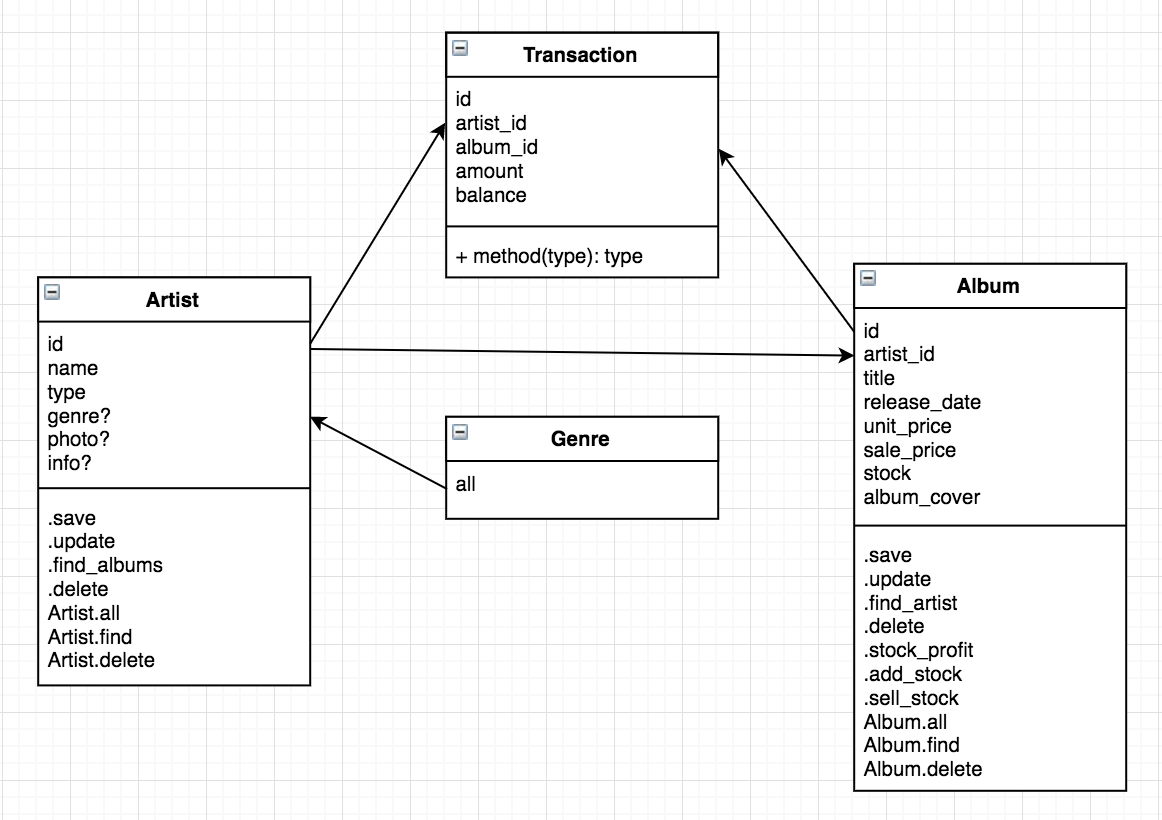 Transaction
id
artist_id
album_id
amount
balance
+ method(type): type
Artist
id
name
type
genre?
photo?
info?
.save
.update
.find_albums
.delete
Artist.all
Artist.find
Artist.delete
Genre
all
Album
id
artist_id
title
release_date
unit_price
sale_price
stock
album_cover
.save
.update
.find_artist
.delete
.stock_profit
.add_stock
.sell_stock
Album.all
Album.find
Album.delete